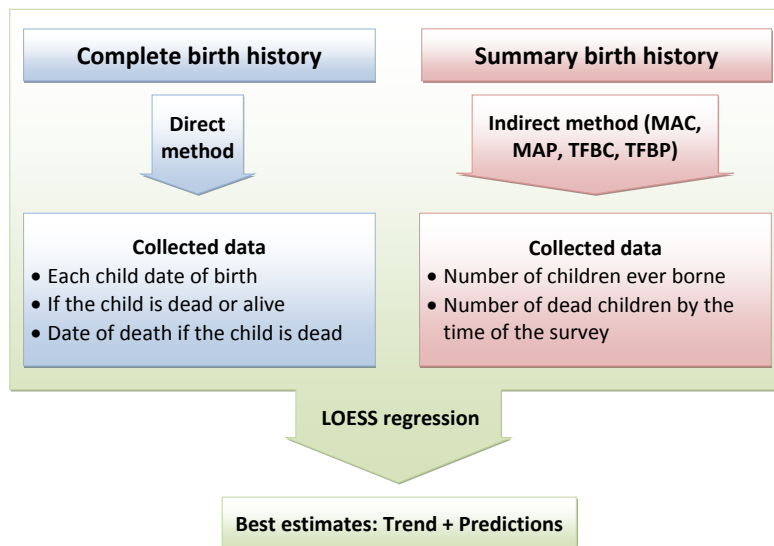 Complete birth history
Direct
method
Collected data
• Each child date of birth
• If the child is dead or alive
• Date of death if the child is dead
Summary birth history
Indirect method (MAC,
MAP, TFBC, TFBP)
Collected data
• Number of children ever borne
• Number of dead children by the
time of the survey
LOESS regression
Best estimates: Trend + Predictions